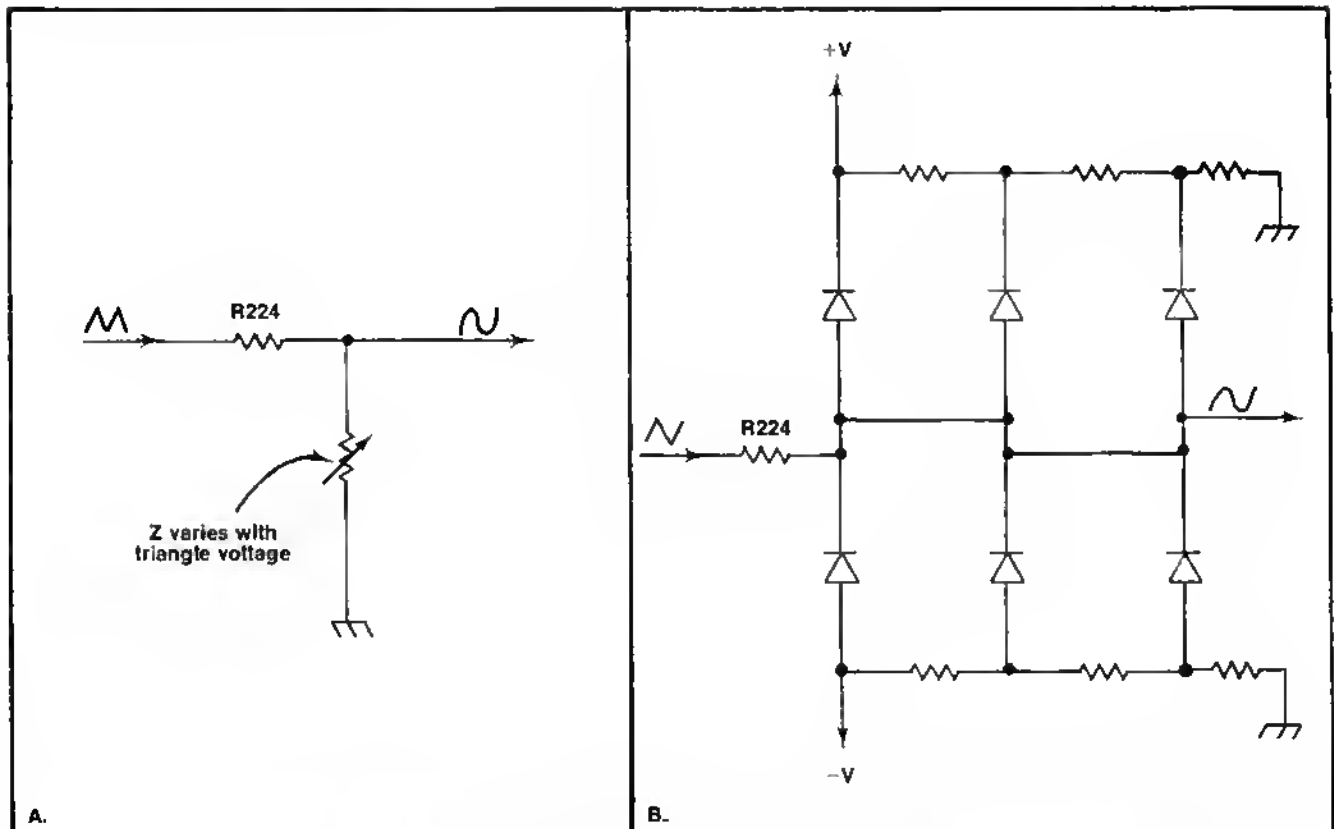 R224
Z varies with
triangle voltage
A.
+V
R224
−V
B.